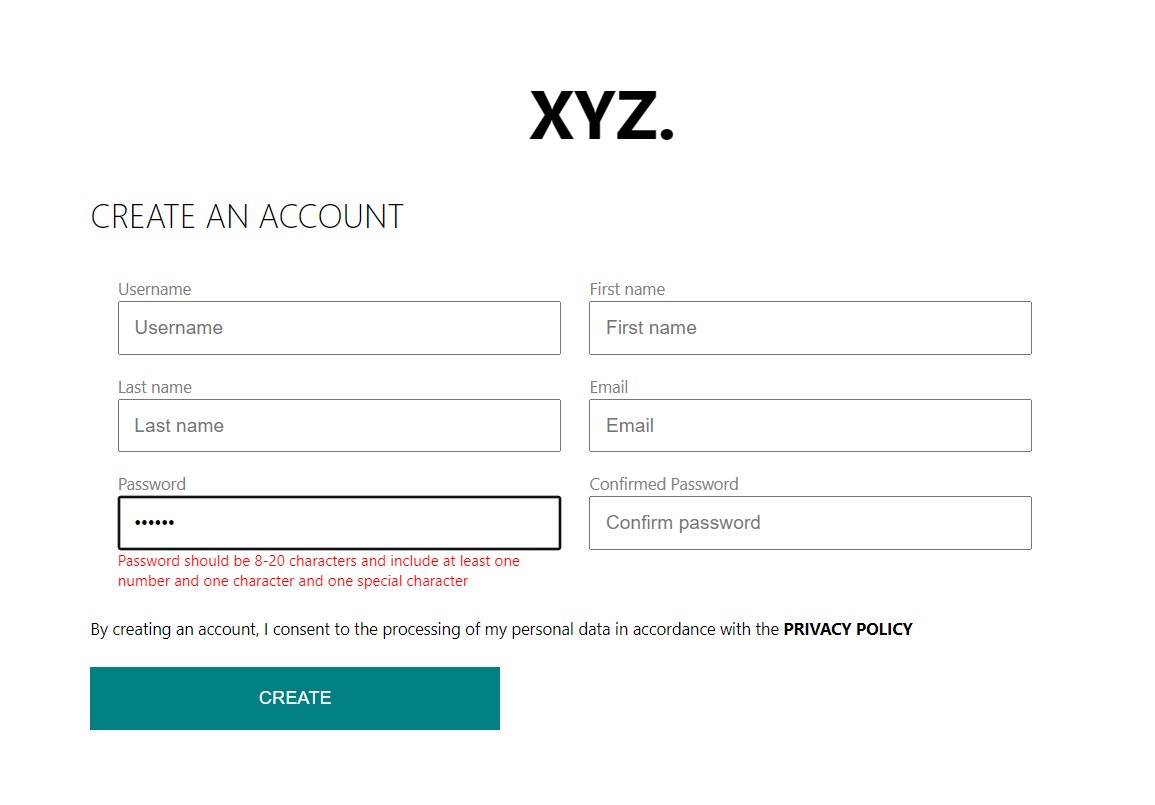 XYZ.
CREATE AN ACCOUNT
Username
First name
Username
First name
Last name
Email
Last name
Email
Password
Confirmed Password
••••••
Confirm password
Password should be 8-20 characters and include at least one
number and one character and one special character
By creating an account, I consent to the processing of my personal data in accordance with the PRIVACY POLICY
CREATE